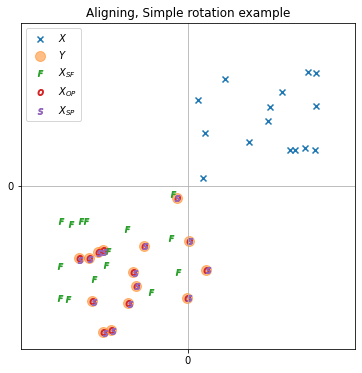 Aligning, Simple rotation example
X
Y
F X_SF
O X_OP
S X_SP
0
0